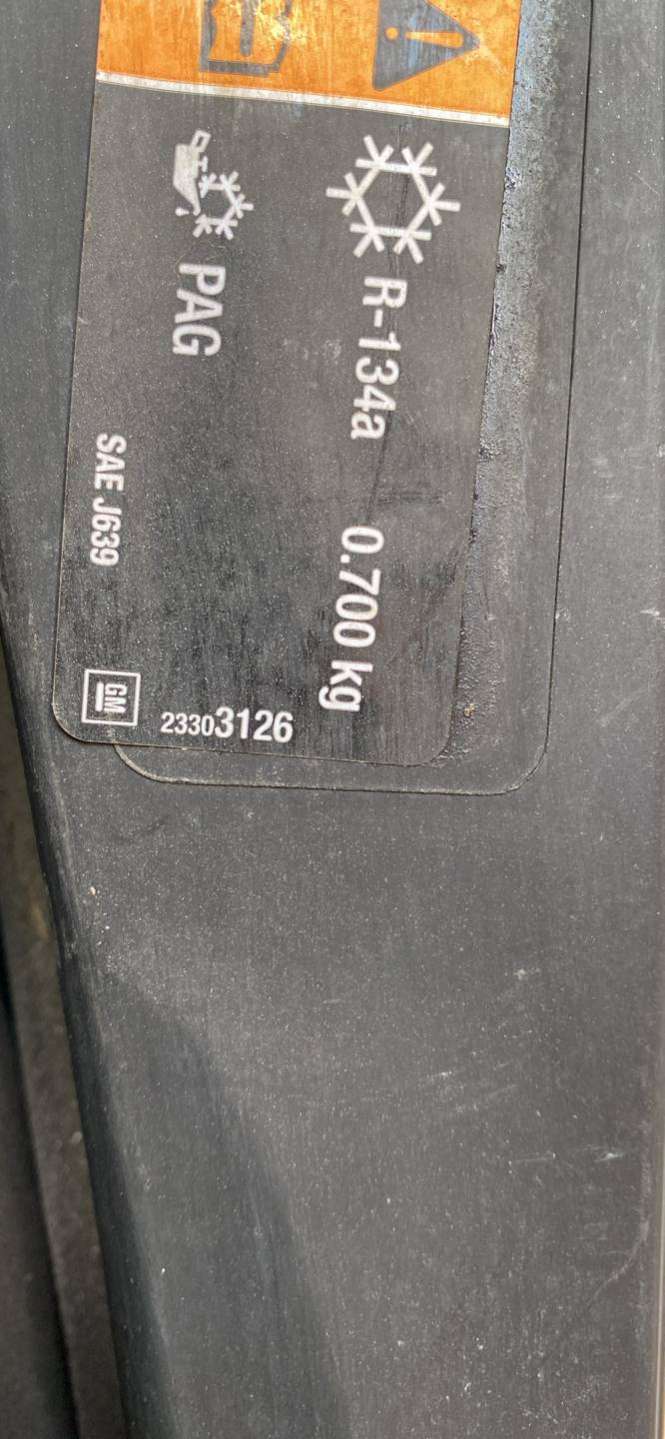 R-134a 0.700 kg
PAG
SAE J639
GM
23303126